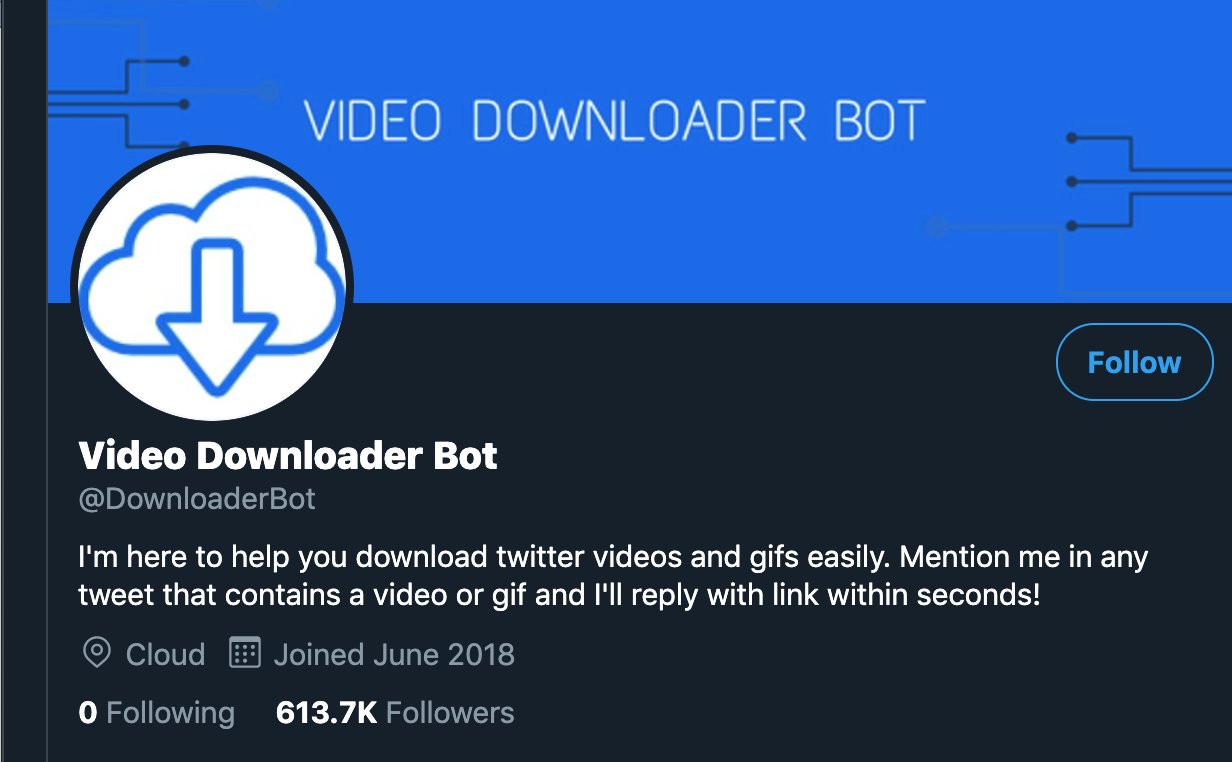 VIDEO DOWNLOADER BOT
Follow
Video Downloader Bot
@DownloaderBot
I'm here to help you download twitter videos and gifs easily. Mention me in any
tweet that contains a video or gif and I'll reply with link within seconds!
Cloud Joined June 2018
0 Following 613.7K Followers